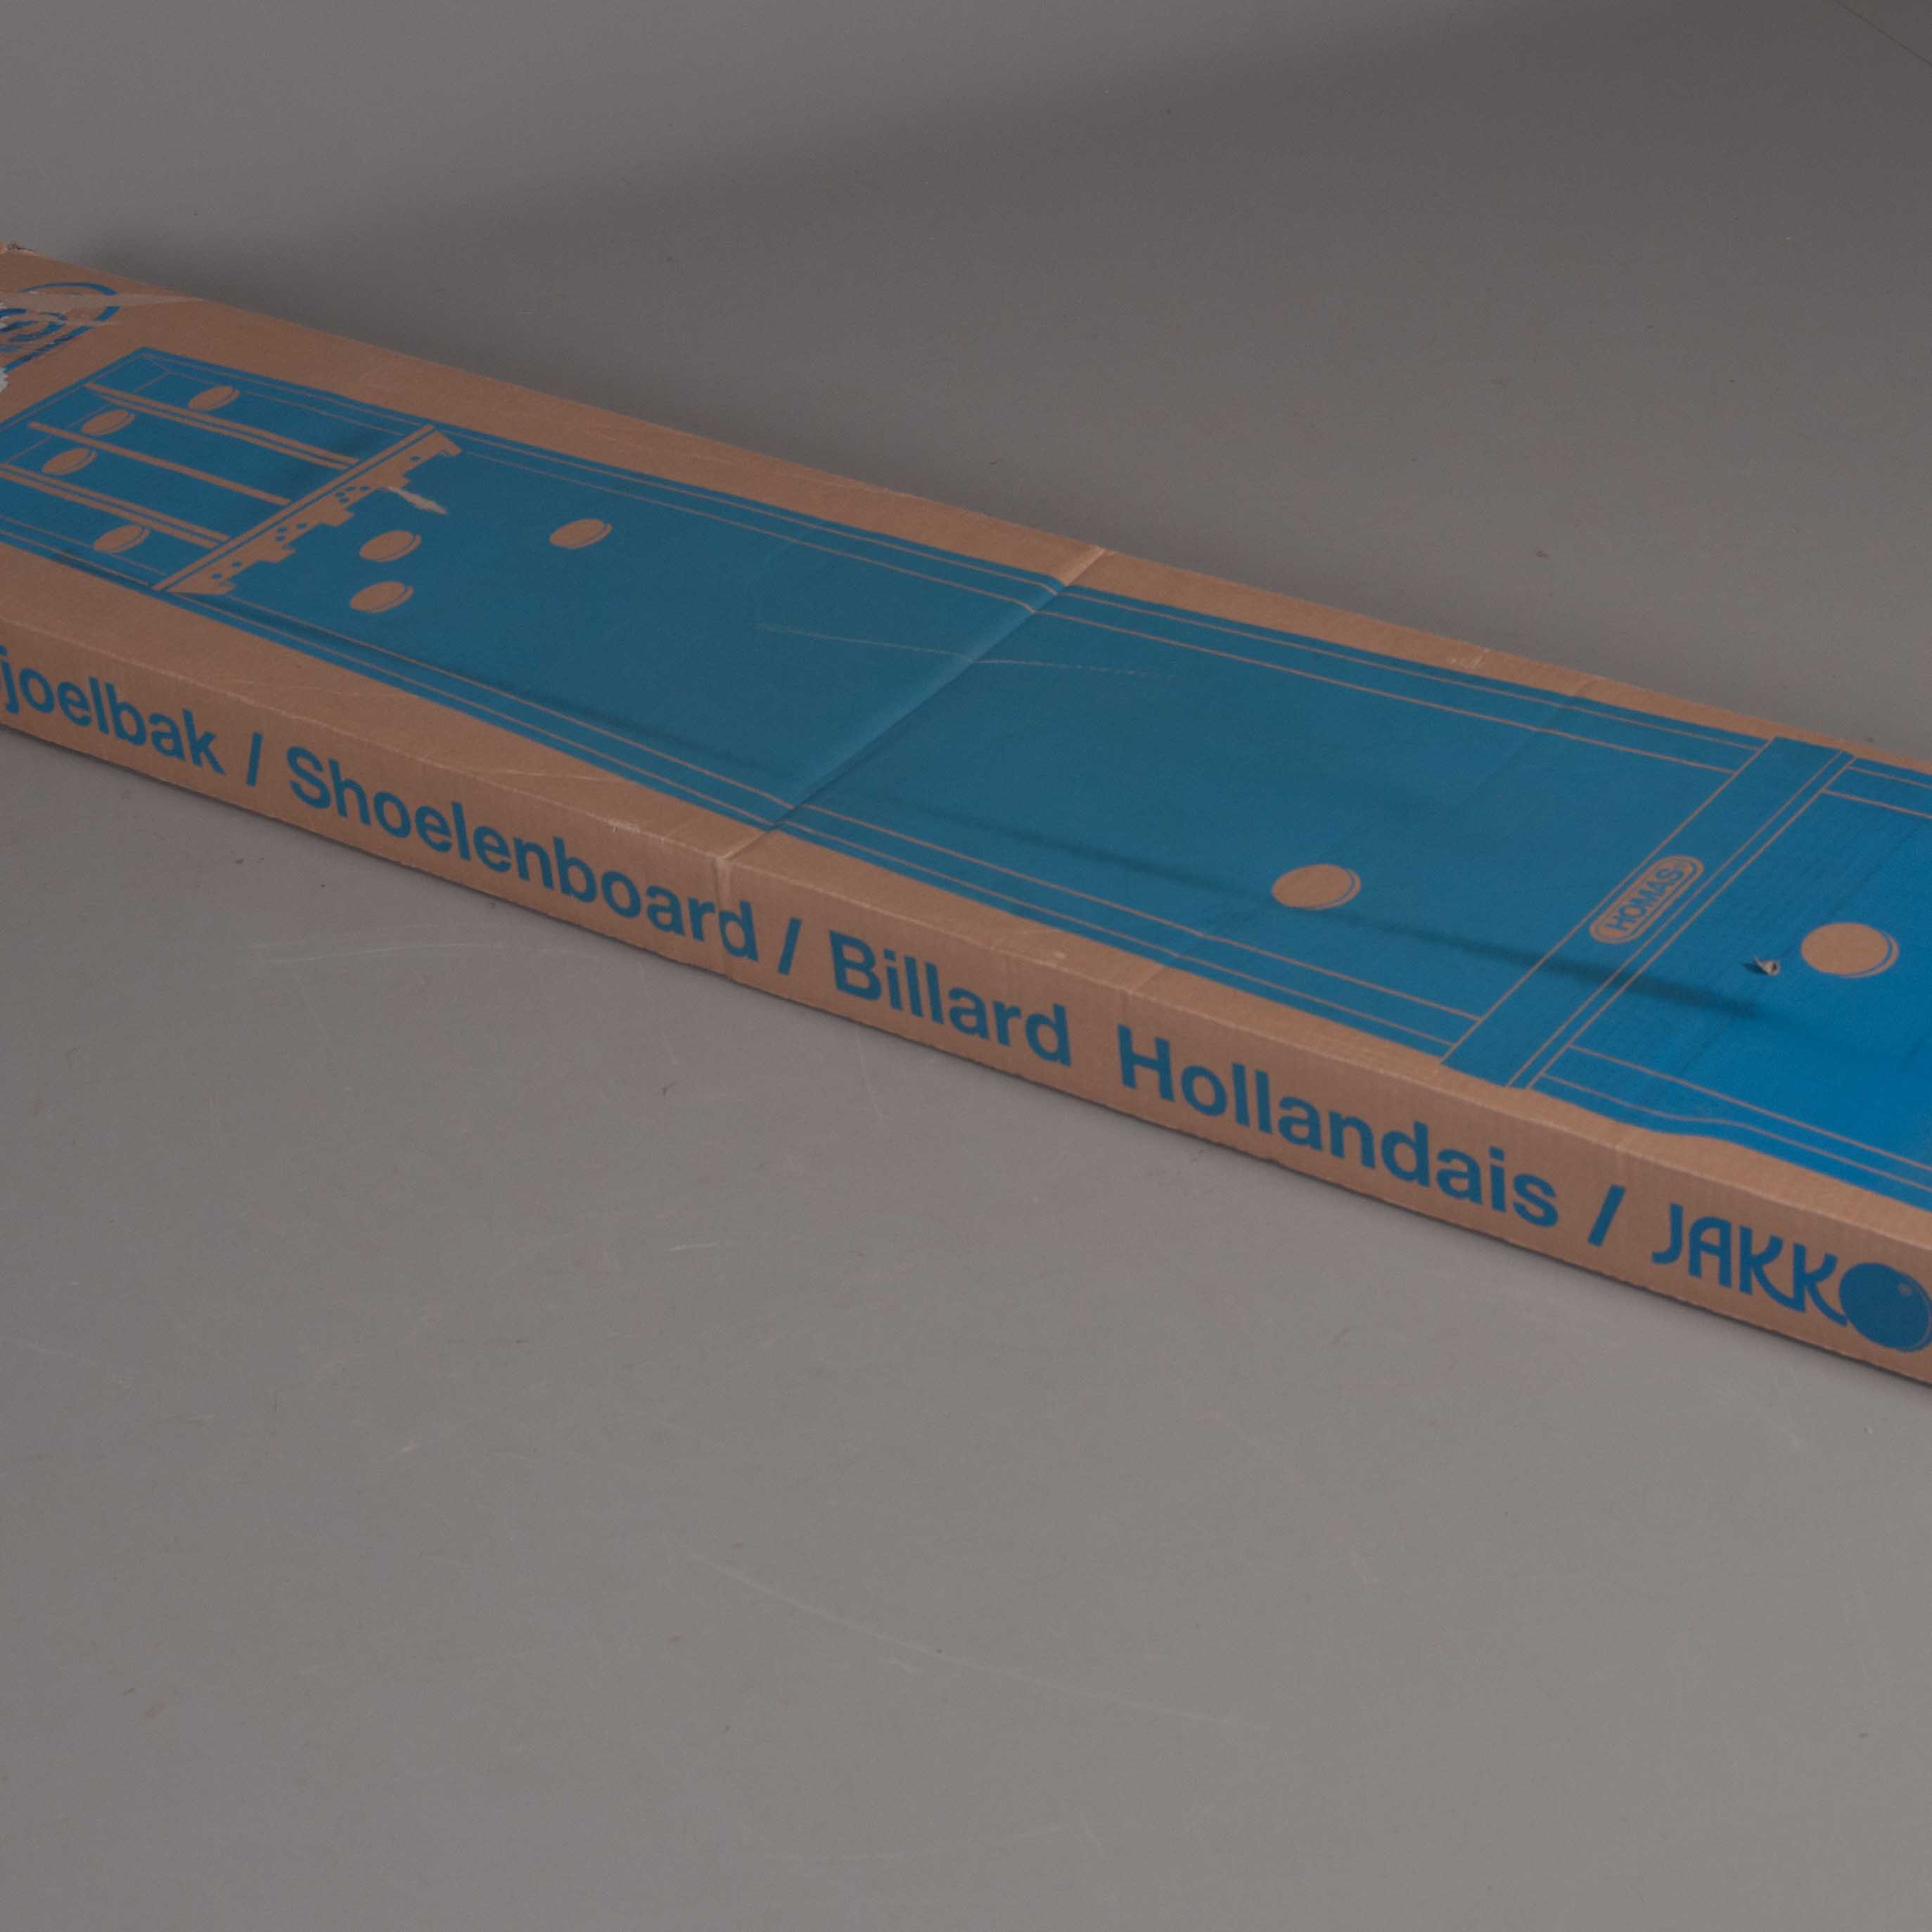 HOMAS
joelbak / Shoelenboard / Billard Hollandais / JAKKO